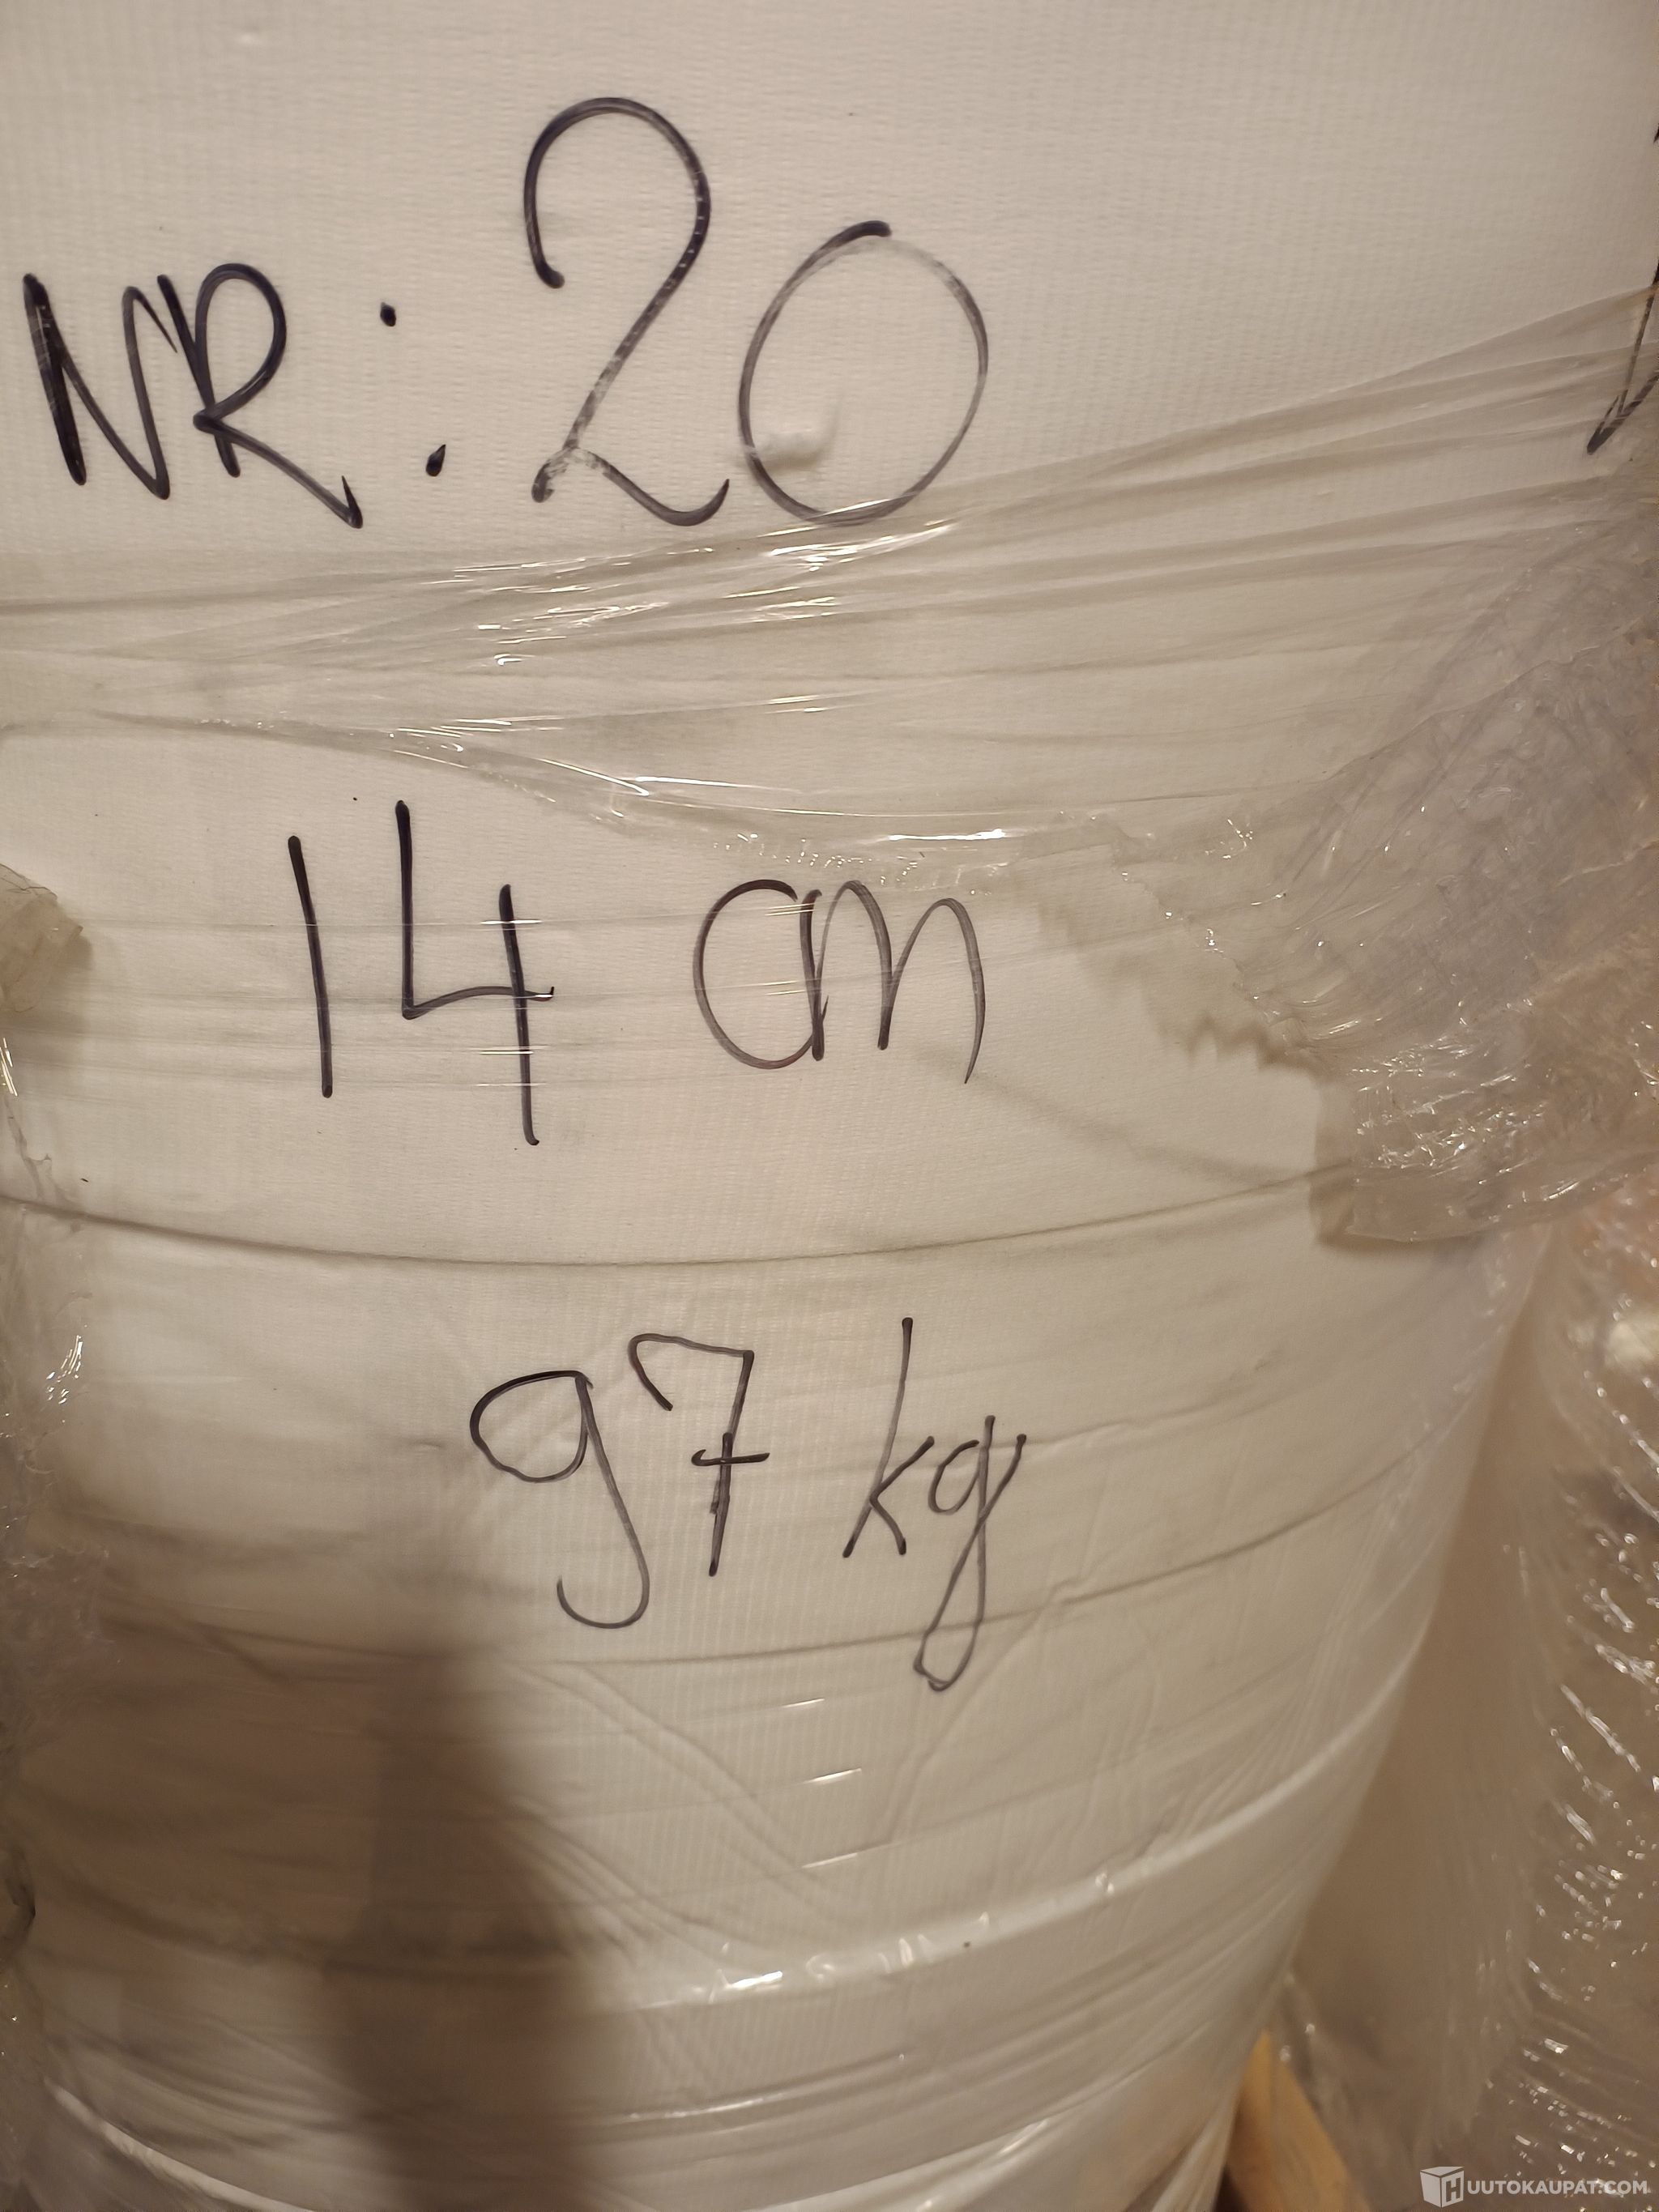 NR: 20
14 cm
97 kg
HUUTOKAUPAT.COM